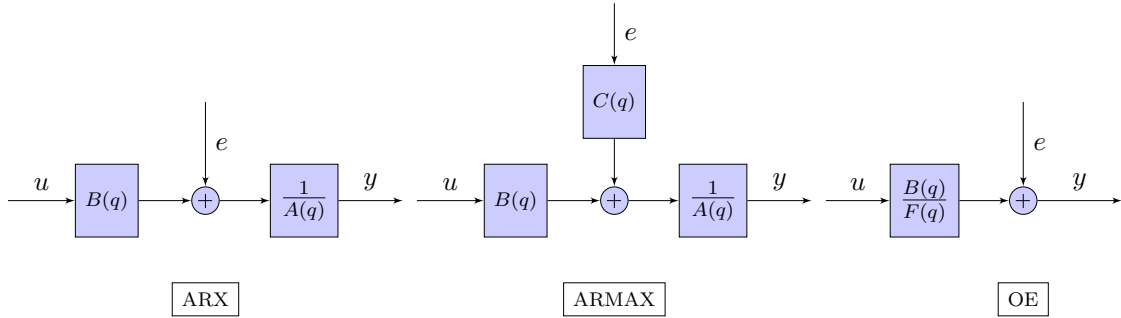 u
B(q)
e
+
1
A(q)
y
ARX
u
B(q)
e
C(q)
+
1
A(q)
y
ARMAX
u
B(q)
F(q)
e
+
y
OE